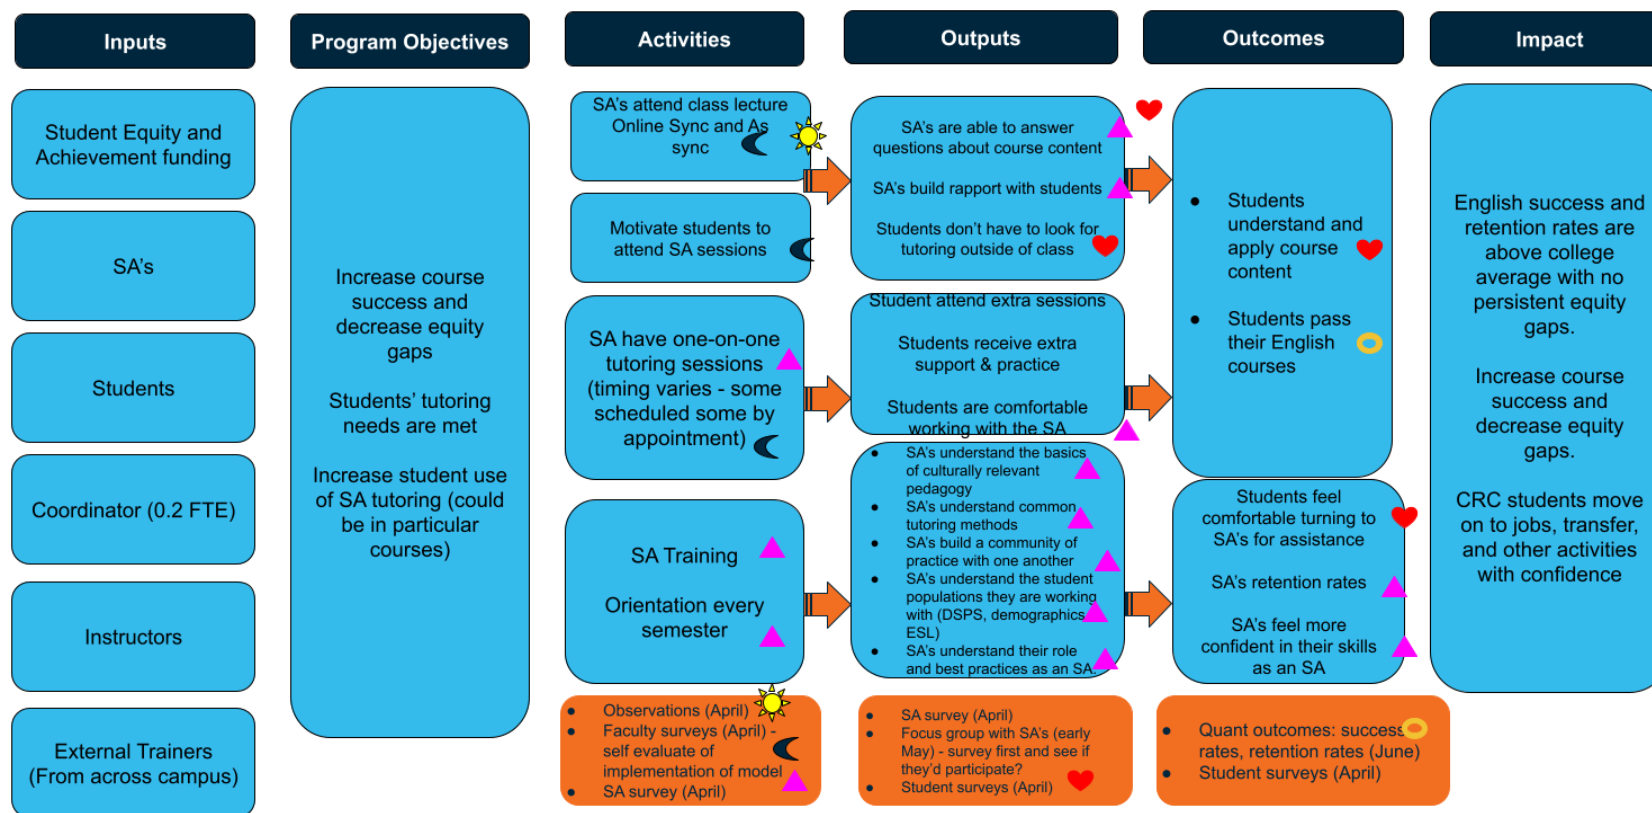 Inputs
Program Objectives
Activities
Outputs
Outcomes
Impact
Student Equity and
Achievement funding
SA's
Students
Coordinator (0.2 FTE)
Instructors
External Trainers
(From across campus)
Increase course
success and
decrease equity
gaps
Students' tutoring
needs are met
Increase student use
of SA tutoring (could
be in particular
courses)
SA's attend class lecture
Online Sync and As
sync
Motivate students to
attend SA sessions
SA have one-on-one
tutoring sessions
(timing varies - some
scheduled some by
appointment)
SA Training
Orientation every
semester
● Observations (April)
● Faculty surveys (April) -
self evaluate of
implementation of model
● SA survey (April)
SA's are able to answer
questions about course content
SA's build rapport with students
Students don't have to look for
tutoring outside of class
Student attend extra sessions
Students receive extra
support & practice
Students are comfortable
working with the SA
● SA's understand the basics
of culturally relevant
pedagogy
● SA's understand common
tutoring methods
● SA's build a community of
practice with one another
● SA's understand the student
populations they are working
with (DSPS, demographics
ESL)
● SA's understand their role
and best practices as an SA.
● SA survey (April)
● Focus group with SA's (early
May) - survey first and see if
they'd participate?
● Student surveys (April)
● Students
understand and
apply course
content
● Students pass
their English
courses
Students feel
comfortable turning to
SA's for assistance
SA's retention rates
SA's feel more
confident in their skills
as an SA
● Quant outcomes: success
rates, retention rates (June)
● Student surveys (April)
English success and
retention rates are
above college
average with no
persistent equity
gaps.
Increase course
success and
decrease equity
gaps.
CRC students move
on to jobs, transfer,
and other activities
with confidence